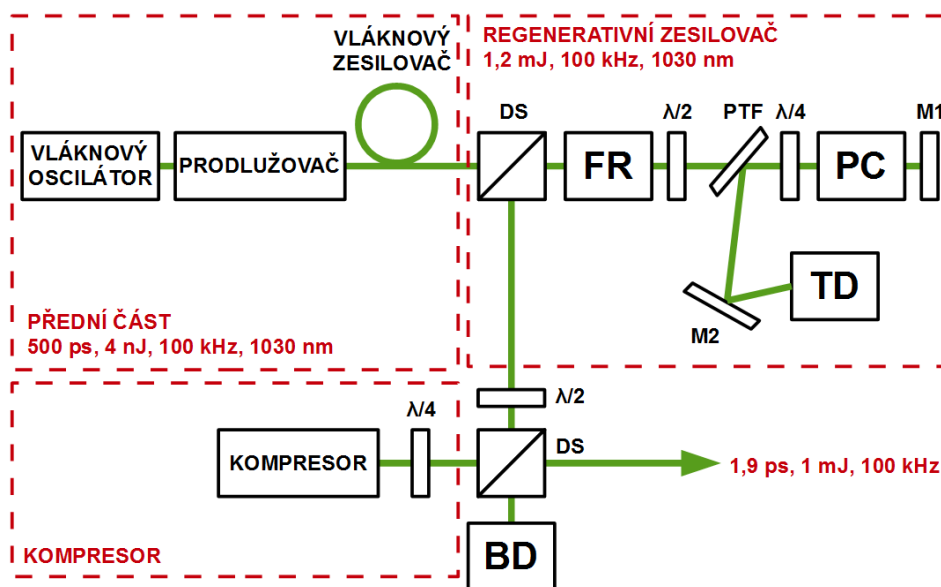 VLÁKNOVÝ
ZESILOVAČ
REGENERATIVNÍ ZESILOVAČ
1,2 mJ, 100 kHz, 1030 nm
DS
λ/2
PTF
λ/4
M1
VLÁKNOVÝ
OSCILÁTOR
PRODLUŽOVAČ
FR
PC
TD
M2
PŘEDNÍ ČÁST
500 ps, 4 nJ, 100 kHz, 1030 nm
λ/2
λ/4
DS
KOMPRESOR
1,9 ps, 1 mJ, 100 kHz
BD
KOMPRESOR